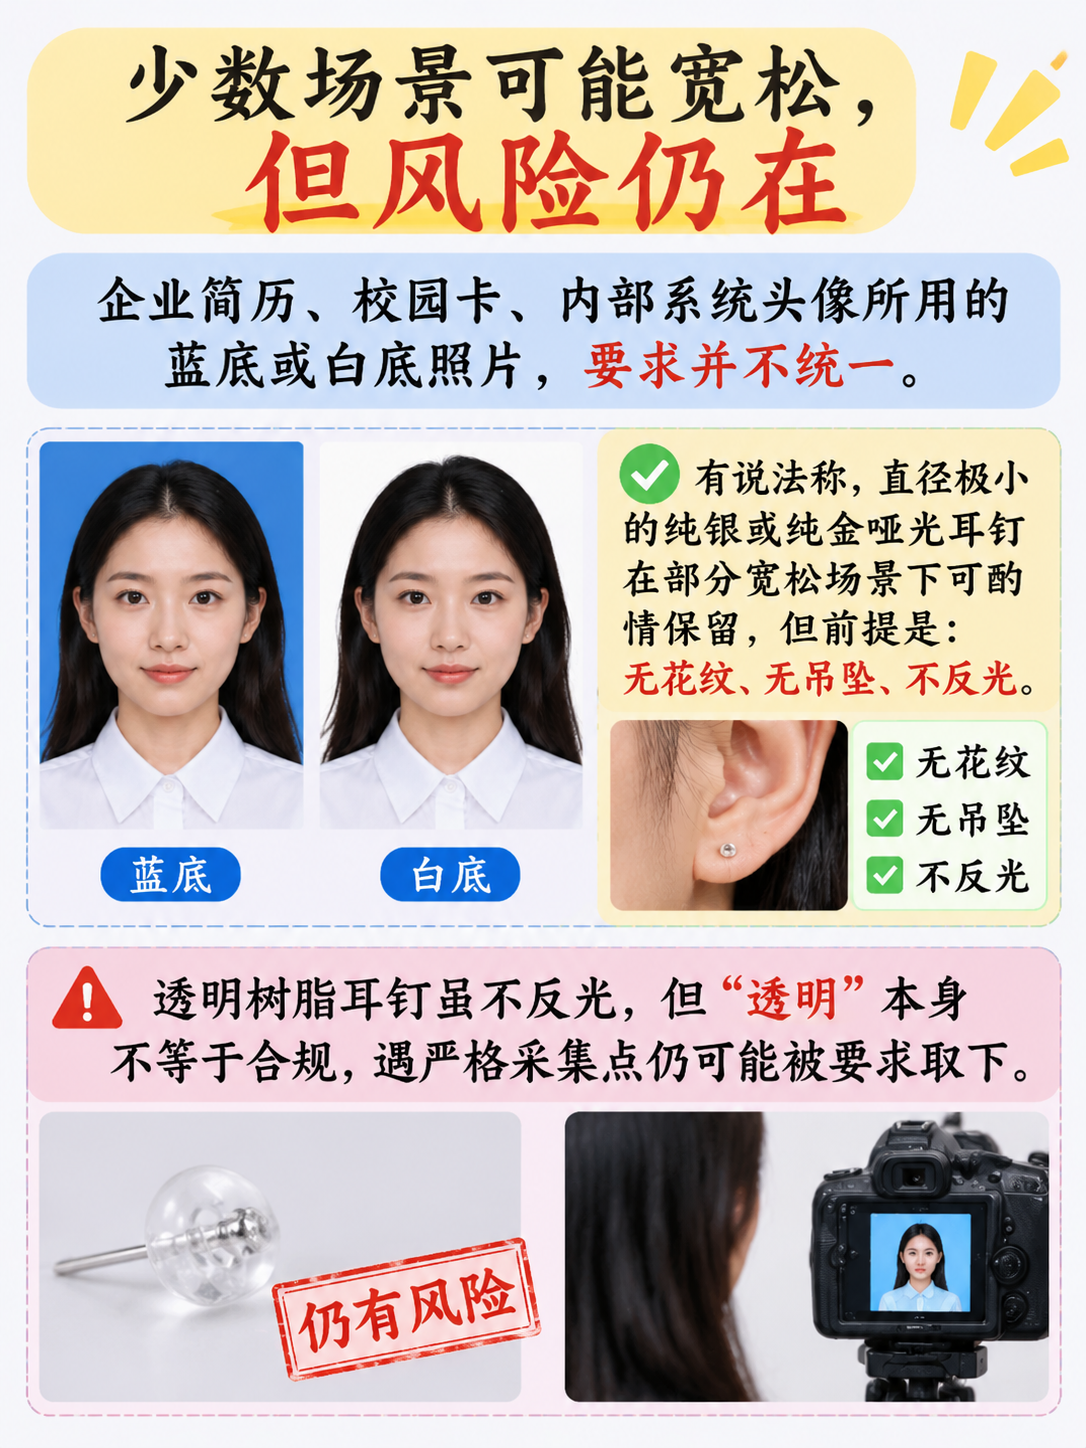 少数场景可能宽松，
但风险仍在
企业简历、校园卡、内部系统头像所用的
蓝底或白底照片，要求并不统一。
有说法称，直径极小
的纯银或纯金哑光耳钉
在部分宽松场景下可酌
情保留，但前提是：
无花纹、无吊坠、不反光。
无花纹
无吊坠
不反光
蓝底
白底
透明树脂耳钉虽不反光，但“透明”本身
不等于合规，遇严格采集点仍可能被要求取下。
仍有风险